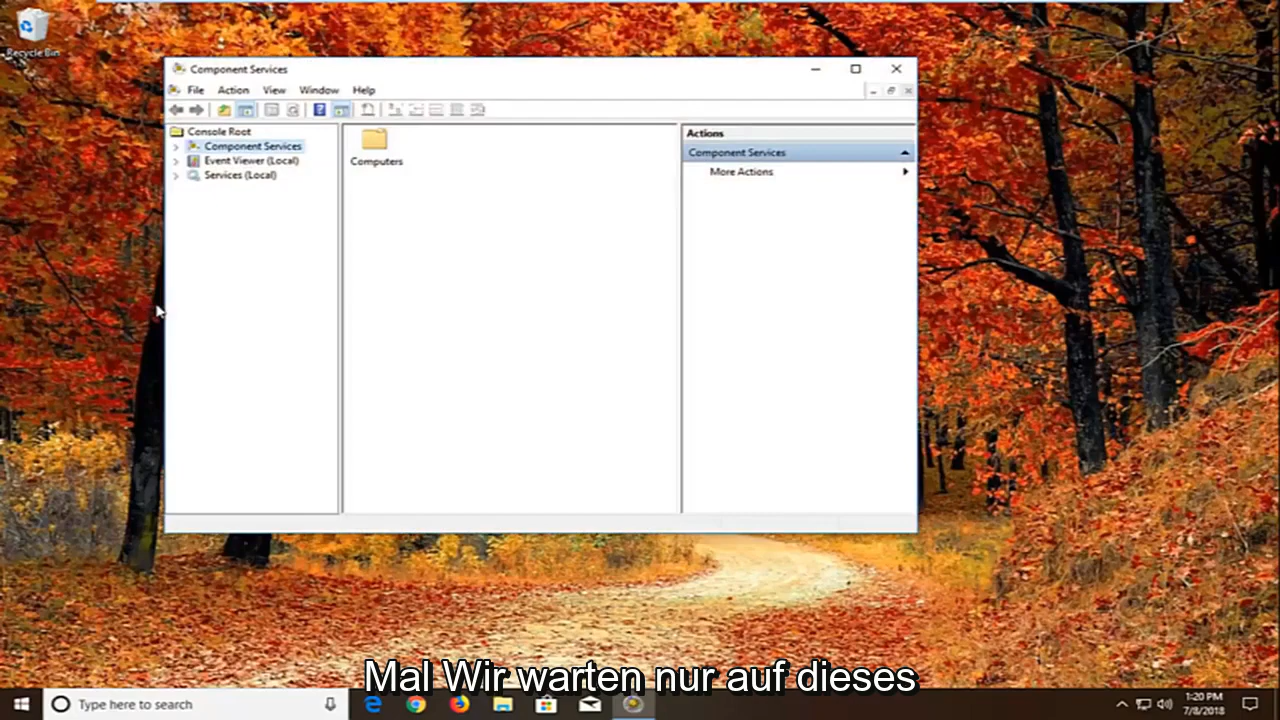 Recycle Bin
Component Services
File Action View Window Help
Console Root
Component Services
Event Viewer (Local)
Services (Local)
Computers
Actions
Component Services
More Actions
Mal Wir warten nur auf dieses
Type here to search
1:20 PM
7/8/2018